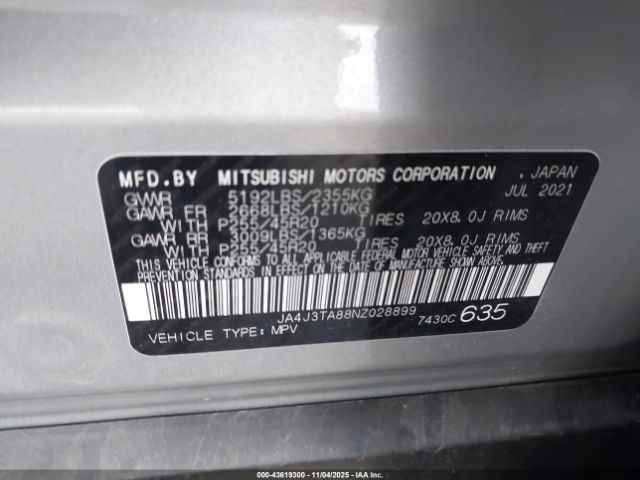 MFD.BY MITSUBISHI MOTORS CORPORATION . JAPAN
JUL 2021
GVWR 5192LBS/2355KG
GAWR FR 2668LBS/1210KG
WITH P255/45R20 TIRES 20X8.0J RIMS
GAWR RR 3009LBS/1365KG
WITH P255/45R20 TIRES 20X8.0J RIMS
THIS VEHICLE CONFORMS TO ALL APPLICABLE FEDERAL MOTOR VEHICLE SAFETY AND THEFT
PREVENTION STANDARDS IN EFFECT ON THE DATE OF MANUFACTURE SHOWN ABOVE.
JA4J3TA88NZ028899
7430C 635
VEHICLE TYPE: MPV
000-43619300 - 11/04/2025 - IAA Inc. Copyright ©